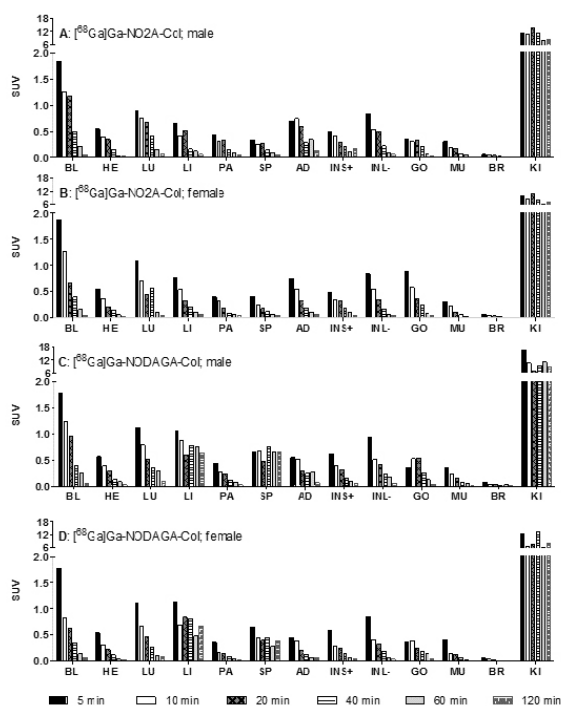 18
12
6
A: [68Ga]Ga-NO2A-Col; male
2.0
1.5
1.0
0.5
0.0
SUV
BL HE LU LI PA SP AD INS+ INL- GO MU BR KI
18
12
6
B: [68Ga]Ga-NO2A-Col; female
2.0
1.5
1.0
0.5
0.0
SUV
BL HE LU LI PA SP AD INS+ INL- GO MU BR KI
18
12
6
C: [68Ga]Ga-NODAGA-Col; male
2.0
1.5
1.0
0.5
0.0
SUV
BL HE LU LI PA SP AD INS+ INL- GO MU BR KI
18
12
6
D: [68Ga]Ga-NODAGA-Col; female
2.0
1.5
1.0
0.5
0.0
SUV
BL HE LU LI PA SP AD INS+ INL- GO MU BR KI
5 min 10 min 20 min 40 min 60 min 120 min